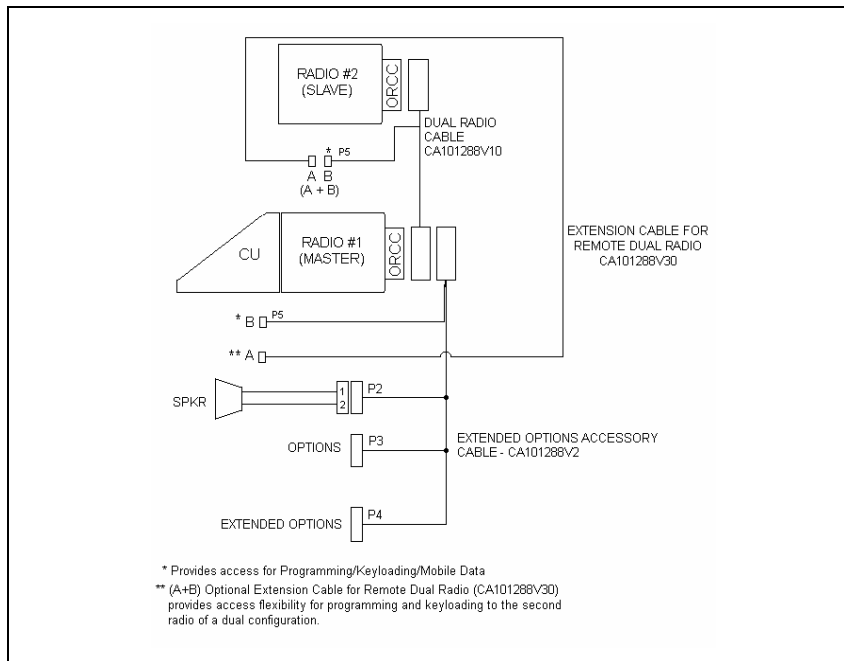 RADIO #2
(SLAVE)
ORCC
DUAL RADIO
CABLE
CA101288V10
* P5
A B
(A + B)
CU
RADIO #1
(MASTER)
ORCC
EXTENSION CABLE FOR
REMOTE DUAL RADIO
CA101288V30
* B P5
** A
SPKR
1
2
P2
OPTIONS
P3
EXTENDED OPTIONS ACCESSORY
CABLE - CA101288V2
EXTENDED OPTIONS
P4
* Provides access for Programming/Keyloading/Mobile Data
** (A+B) Optional Extension Cable for Remote Dual Radio (CA101288V30)
provides access flexibility for programming and keyloading to the second
radio of a dual configuration.